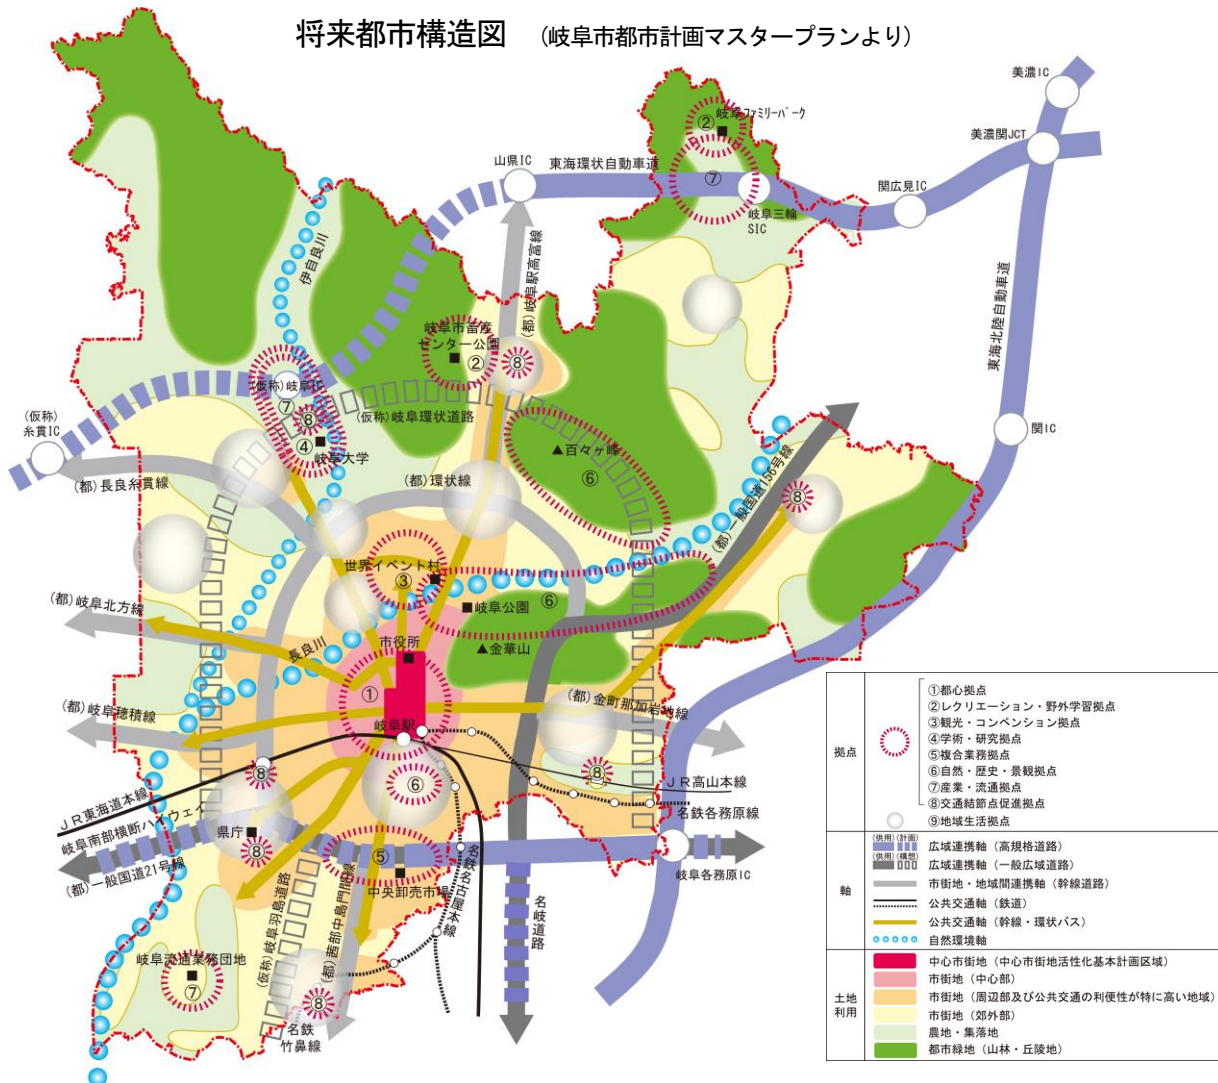 将来都市構造図 （岐阜市都市計画マスタープランより）
美濃IC
② 岐阜ファミリーパーク
美濃関JCT
山県IC
東海環状自動車道
⑦
関広見IC
岐阜三輪
SIC
伊自良川
(都)岐阜駅高富線
東海北陸自動車道
岐阜市畜産
センター公園
②
⑧
(仮称)岐阜IC
⑦
⑧
(仮称)岐阜環状道路
(仮称)
糸貫IC
④
岐阜大学
関IC
▲百々ヶ峰
⑥
(都)環状線
(都)長良糸貫線
(都)一般国道156号線
⑧
世界イベント村
③
⑥
岐阜公園
(都)岐阜北方線
長良川
市役所
▲金華山
①
(都)金町那加岩地線
(都)岐阜穂積線
岐阜駅
⑧
⑥
⑧
JR高山本線
JR東海道本線
名鉄各務原線
岐阜南部横断ハイウェイ
県庁
⑧
⑤
(都)一般国道21号線
中央卸売市場
岐阜各務原IC
名鉄名古屋本線
名岐道路
(仮称)岐阜羽島道路
(都)茜部中島門間線
岐阜流通業務団地
⑦
⑧
名鉄
竹鼻線
拠点
①都心拠点
②レクリエーション・野外学習拠点
③観光・コンベンション拠点
④学術・研究拠点
⑤複合業務拠点
⑥自然・歴史・景観拠点
⑦産業・流通拠点
⑧交通結節点促進拠点
⑨地域生活拠点
軸
(供用)(計画)
広域連携軸（高規格道路）
(供用)(構想)
広域連携軸（一般広域道路）
市街地・地域間連携軸（幹線道路）
公共交通軸（鉄道）
公共交通軸（幹線・環状バス）
自然環境軸
土地
利用
中心市街地（中心市街地活性化基本計画区域）
市街地（中心部）
市街地（周辺部及び公共交通の利便性が特に高い地域）
市街地（郊外部）
農地・集落地
都市緑地（山林・丘陵地）